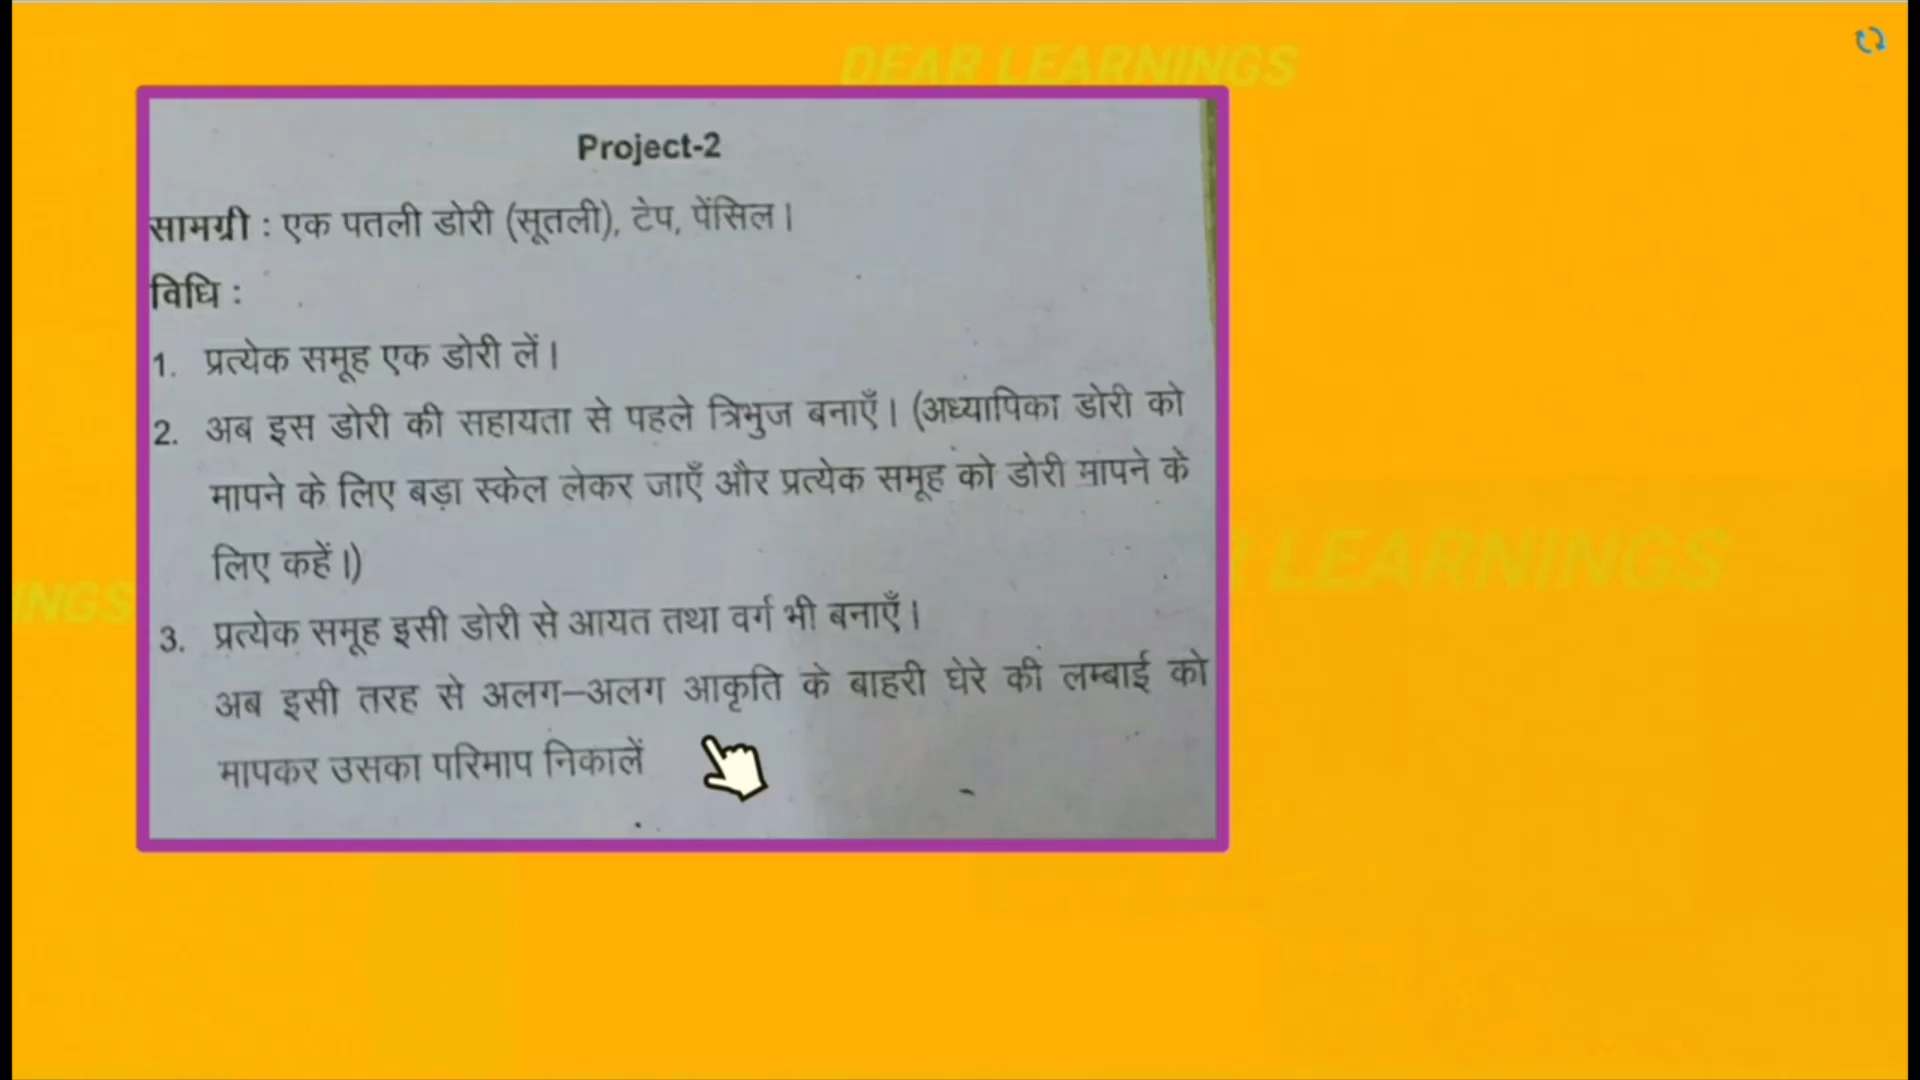 DEAR LEARNINGS
Project-2
सामग्री : एक पतली डोरी (सूतली), टेप, पेंसिल।
विधि :
1. प्रत्येक समूह एक डोरी लें।
2. अब इस डोरी की सहायता से पहले त्रिभुज बनाएँ। (अध्यापिका डोरी को
मापने के लिए बड़ा स्केल लेकर जाएँ और प्रत्येक समूह को डोरी मापने के
लिए कहें।)
3. प्रत्येक समूह इसी डोरी से आयत तथा वर्ग भी बनाएँ।
अब इसी तरह से अलग–अलग आकृति के बाहरी घेरे की लम्बाई को
मापकर उसका परिमाप निकालें
R LEARNINGS
INGS